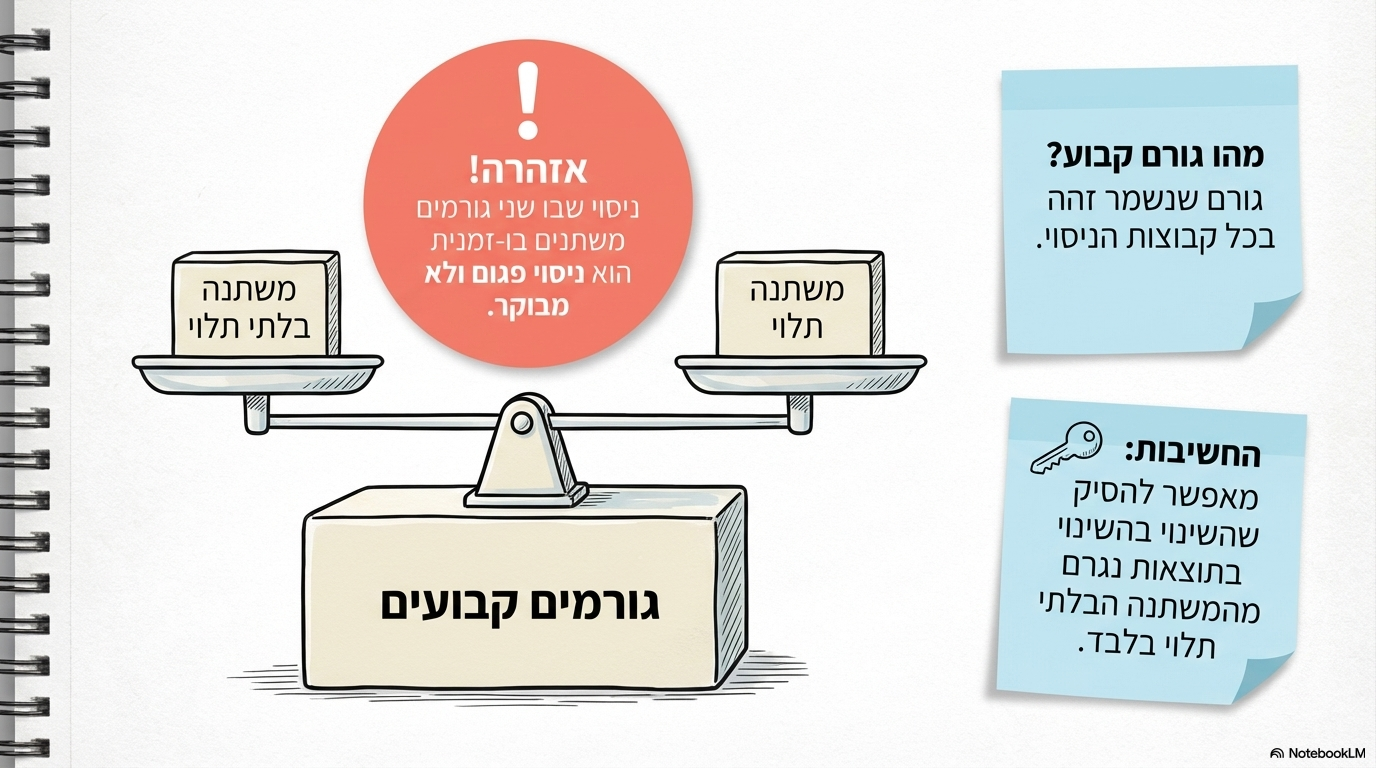 !
אזהרה!
ניסוי שבו שני גורמים
משתנים בו-זמנית
הוא ניסוי פגום ולא
מבוקר.
מהו גורם קבוע?
גורם שנשמר זהה
בכל קבוצות הניסוי.
משתנה
תלוי
משתנה
בלתי תלוי
גורמים קבועים
החשיבות:
מאפשר להסיק
שהשינוי בהשינוי
בתוצאות נגרם
מהמשתנה הבלתי
תלוי בלבד.
NotebookLM